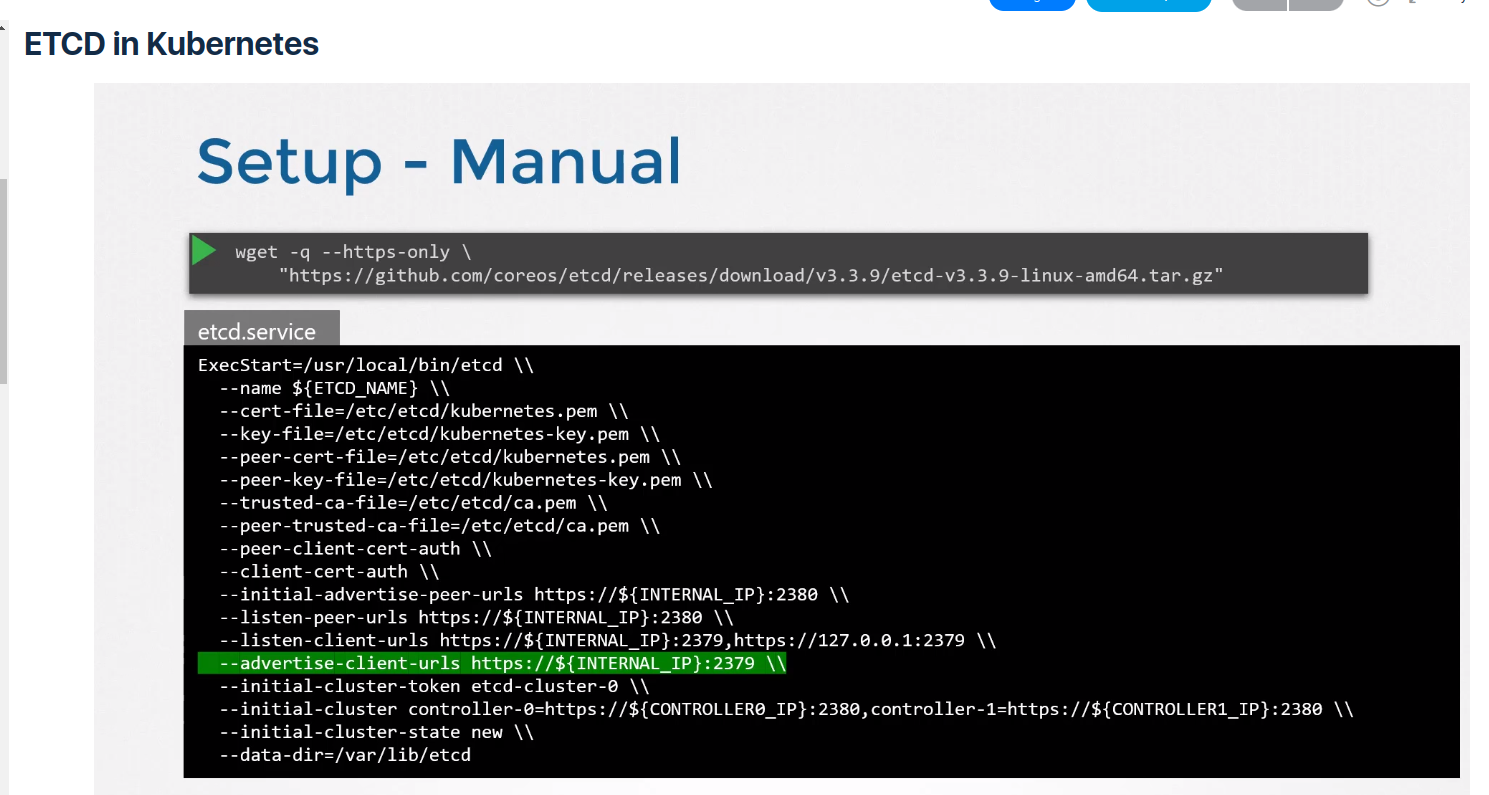 ETCD in Kubernetes
Setup - Manual
wget -q --https-only \
"https://github.com/coreos/etcd/releases/download/v3.3.9/etcd-v3.3.9-linux-amd64.tar.gz"
etcd.service
ExecStart=/usr/local/bin/etcd \\
--name ${ETCD_NAME} \\
--cert-file=/etc/etcd/kubernetes.pem \\
--key-file=/etc/etcd/kubernetes-key.pem \\
--peer-cert-file=/etc/etcd/kubernetes.pem \\
--peer-key-file=/etc/etcd/kubernetes-key.pem \\
--trusted-ca-file=/etc/etcd/ca.pem \\
--peer-trusted-ca-file=/etc/etcd/ca.pem \\
--peer-client-cert-auth \\
--client-cert-auth \\
--initial-advertise-peer-urls https://${INTERNAL_IP}:2380 \\
--listen-peer-urls https://${INTERNAL_IP}:2380 \\
--listen-client-urls https://${INTERNAL_IP}:2379,https://127.0.0.1:2379 \\
--advertise-client-urls https://${INTERNAL_IP}:2379 \\
--initial-cluster-token etcd-cluster-0 \\
--initial-cluster controller-0=https://${CONTROLLER0_IP}:2380,controller-1=https://${CONTROLLER1_IP}:2380 \\
--initial-cluster-state new \\
--data-dir=/var/lib/etcd